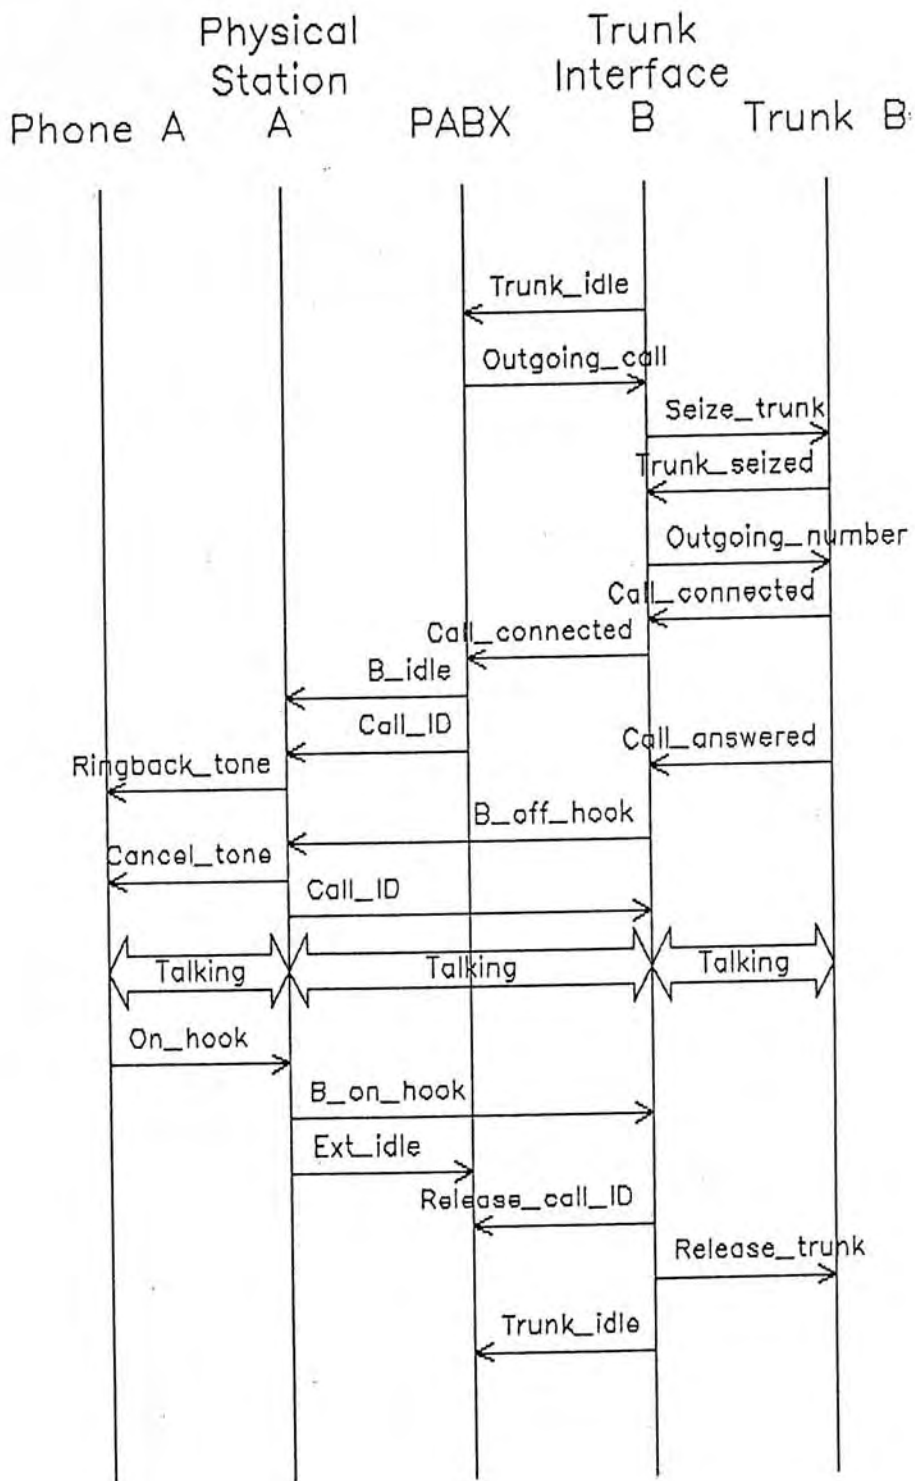 Physical Trunk
Station Interface
Phone A A PABX B Trunk B
Trunk_idle
Outgoing_call
Seize_trunk
Trunk_seized
Outgoing_number
Call_connected
Call_connected
B_idle
Call_ID
Call_answered
Ringback_tone
B_off_hook
Cancel_tone
Call_ID
Talking Talking Talking
On_hook
B_on_hook
Ext_idle
Release_call_ID
Release_trunk
Trunk_idle